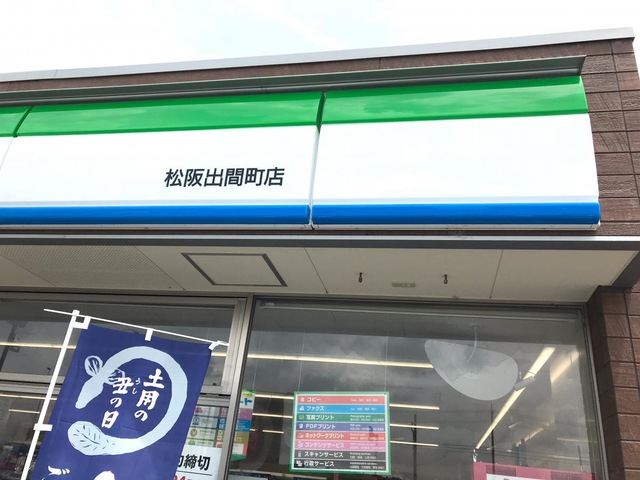 松阪出間町店
土用の
丑の日
うし
ご
締切
コピー
ファクス
写真プリント
PDFプリント
ネットワークプリント
コンテンツサービス
スキャンサービス
行政サービス